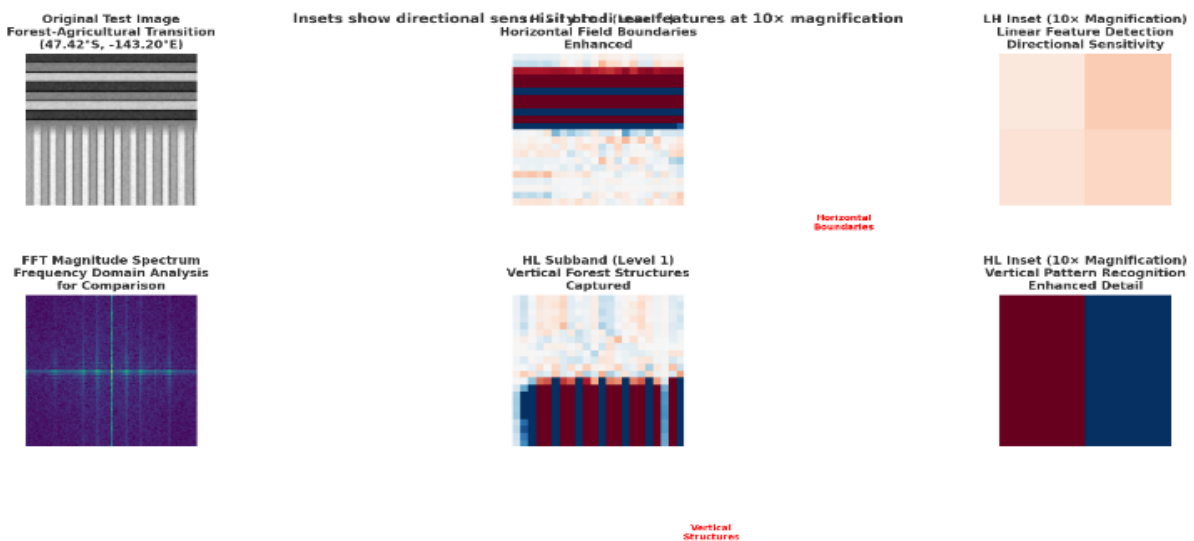 Original Test Image
Forest-Agricultural Transition
(47.42°S, -143.20°E)
Insets show directional features at 10× magnification
Horizontal Field Boundaries
Enhanced
LH Inset (10× Magnification)
Linear Feature Detection
Directional Sensitivity
Horizontal
Boundaries
FFT Magnitude Spectrum
Frequency Domain Analysis
for Comparison
HL Subband (Level 1)
Vertical Forest Structures
Captured
HL Inset (10× Magnification)
Vertical Pattern Recognition
Enhanced Detail
Vertical
Structures